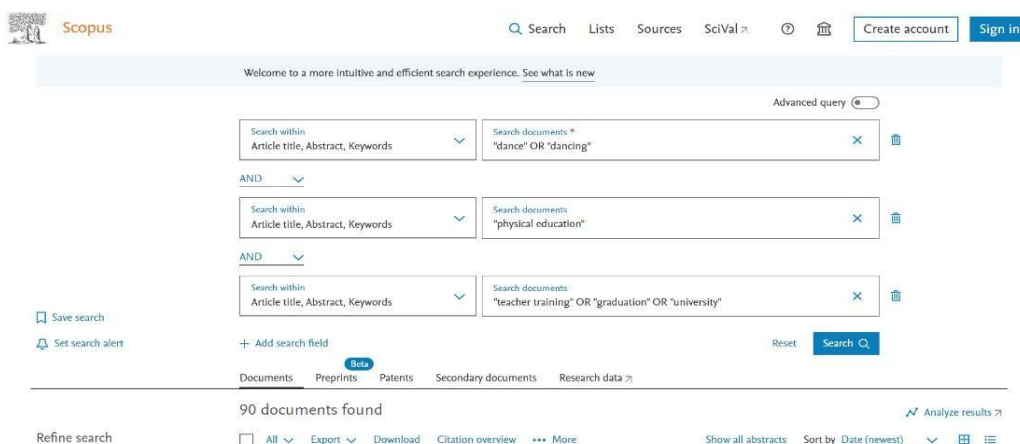 Scopus
Search Lists Sources SciVal Create account Sign in
Welcome to a more intuitive and efficient search experience. See what is new
Advanced query
Search within
Article title, Abstract, Keywords
Search documents *
"dance" OR "dancing"
AND
Search within
Article title, Abstract, Keywords
Search documents
"physical education"
AND
Search within
Article title, Abstract, Keywords
Search documents
"teacher training" OR "graduation" OR "university"
Save search
Set search alert
+ Add search field
Reset Search
Beta
Documents Preprints Patents Secondary documents Research data
90 documents found
Analyze results
Refine search
All Export Download Citation overview ••• More Show all abstracts Sort by Date (newest)